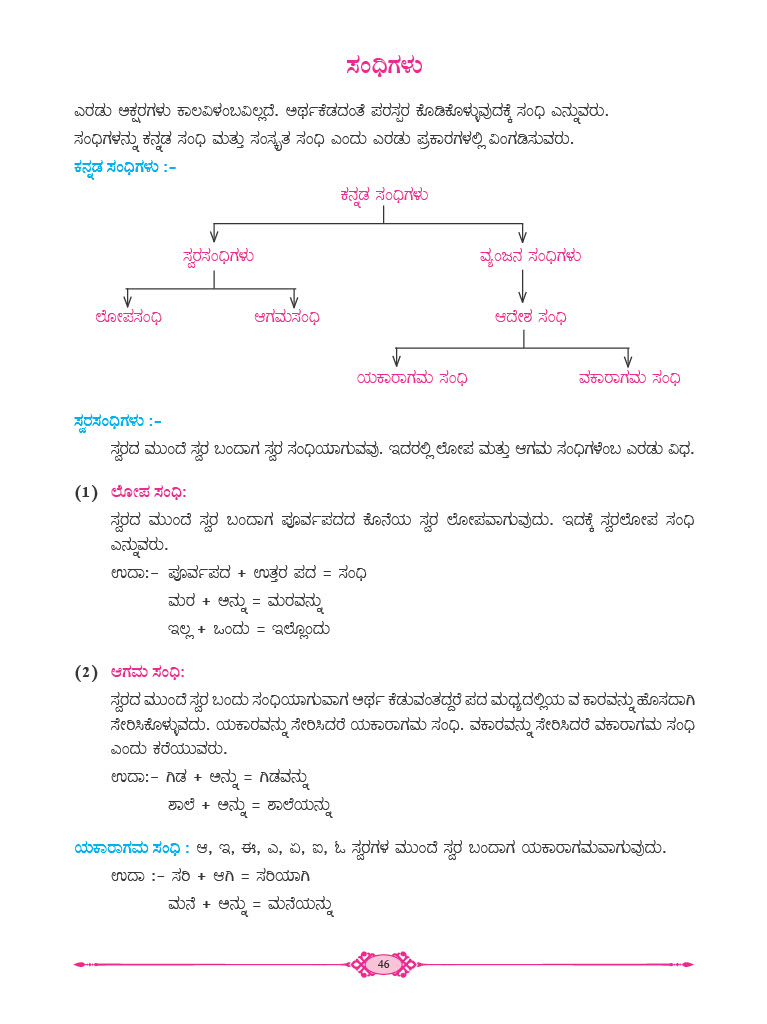 ಸಂಧಿಗಳು
ಎರಡು ಆಕ್ಷರಗಳು ಕಾಲವಿಳಂಬವಿಲ್ಲದೆ. ಅರ್ಥಕೆಡದಂತೆ ಪರಸ್ಪರ ಕೊಡಿಕೊಳ್ಳುವುದಕ್ಕೆ ಸಂಧಿ ಎನ್ನುವರು.
ಸಂಧಿಗಳನ್ನು ಕನ್ನಡ ಸಂಧಿ ಮತ್ತು ಸಂಸ್ಕೃತ ಸಂಧಿ ಎಂದು ಎರಡು ಪ್ರಕಾರಗಳಲ್ಲಿ ವಿಂಗಡಿಸುವರು.
ಕನ್ನಡ ಸಂಧಿಗಳು :–
ಕನ್ನಡ ಸಂಧಿಗಳು
ಸ್ವರಸಂಧಿಗಳು ವ್ಯಂಜನ ಸಂಧಿಗಳು
ಲೋಪಸಂಧಿ ಆಗಮಸಂಧಿ ಆದೇಶ ಸಂಧಿ
ಯಕಾರಾಗಮ ಸಂಧಿ ವಕಾರಾಗಮ ಸಂಧಿ
ಸ್ವರಸಂಧಿಗಳು :–
ಸ್ವರದ ಮುಂದೆ ಸ್ವರ ಬಂದಾಗ ಸ್ವರ ಸಂಧಿಯಾಗುವವು. ಇದರಲ್ಲಿ ಲೋಪ ಮತ್ತು ಆಗಮ ಸಂಧಿಗಳೆಂಬ ಎರಡು ವಿಧ.
(1) ಲೋಪ ಸಂಧಿ:
ಸ್ವರದ ಮುಂದೆ ಸ್ವರ ಬಂದಾಗ ಪೂರ್ವಪದದ ಕೊನೆಯ ಸ್ವರ ಲೋಪವಾಗುವುದು. ಇದಕ್ಕೆ ಸ್ವರಲೋಪ ಸಂಧಿ
ಎನ್ನುವರು.
ಉದಾ:– ಪೂರ್ವಪದ + ಉತ್ತರ ಪದ = ಸಂಧಿ
ಮರ + ಅನ್ನು = ಮರವನ್ನು
ಇಲ್ಲ + ಒಂದು = ಇಲ್ಲೊಂದು
(2) ಆಗಮ ಸಂಧಿ:
ಸ್ವರದ ಮುಂದೆ ಸ್ವರ ಬಂದು ಸಂಧಿಯಾಗುವಾಗ ಅರ್ಥ ಕೆಡುವಂತದ್ದರೆ ಪದ ಮಧ್ಯದಲ್ಲಿಯ ವ ಕಾರವನ್ನು ಹೊಸದಾಗಿ
ಸೇರಿಸಿಕೊಳ್ಳುವದು. ಯಕಾರವನ್ನು ಸೇರಿಸಿದರೆ ಯಕಾರಾಗಮ ಸಂಧಿ. ವಕಾರವನ್ನು ಸೇರಿಸಿದರೆ ವಕಾರಾಗಮ ಸಂಧಿ
ಎಂದು ಕರೆಯುವರು.
ಉದಾ:– ಗಿಡ + ಅನ್ನು = ಗಿಡವನ್ನು
ಶಾಲೆ + ಅನ್ನು = ಶಾಲೆಯನ್ನು
ಯಕಾರಾಗಮ ಸಂಧಿ : ಆ, ಇ, ಈ, ಎ, ಏ, ಐ, ಓ ಸ್ವರಗಳ ಮುಂದೆ ಸ್ವರ ಬಂದಾಗ ಯಕಾರಾಗಮವಾಗುವುದು.
ಉದಾ :– ಸರಿ + ಆಗಿ = ಸರಿಯಾಗಿ
ಮನೆ + ಅನ್ನು = ಮನೆಯನ್ನು
46